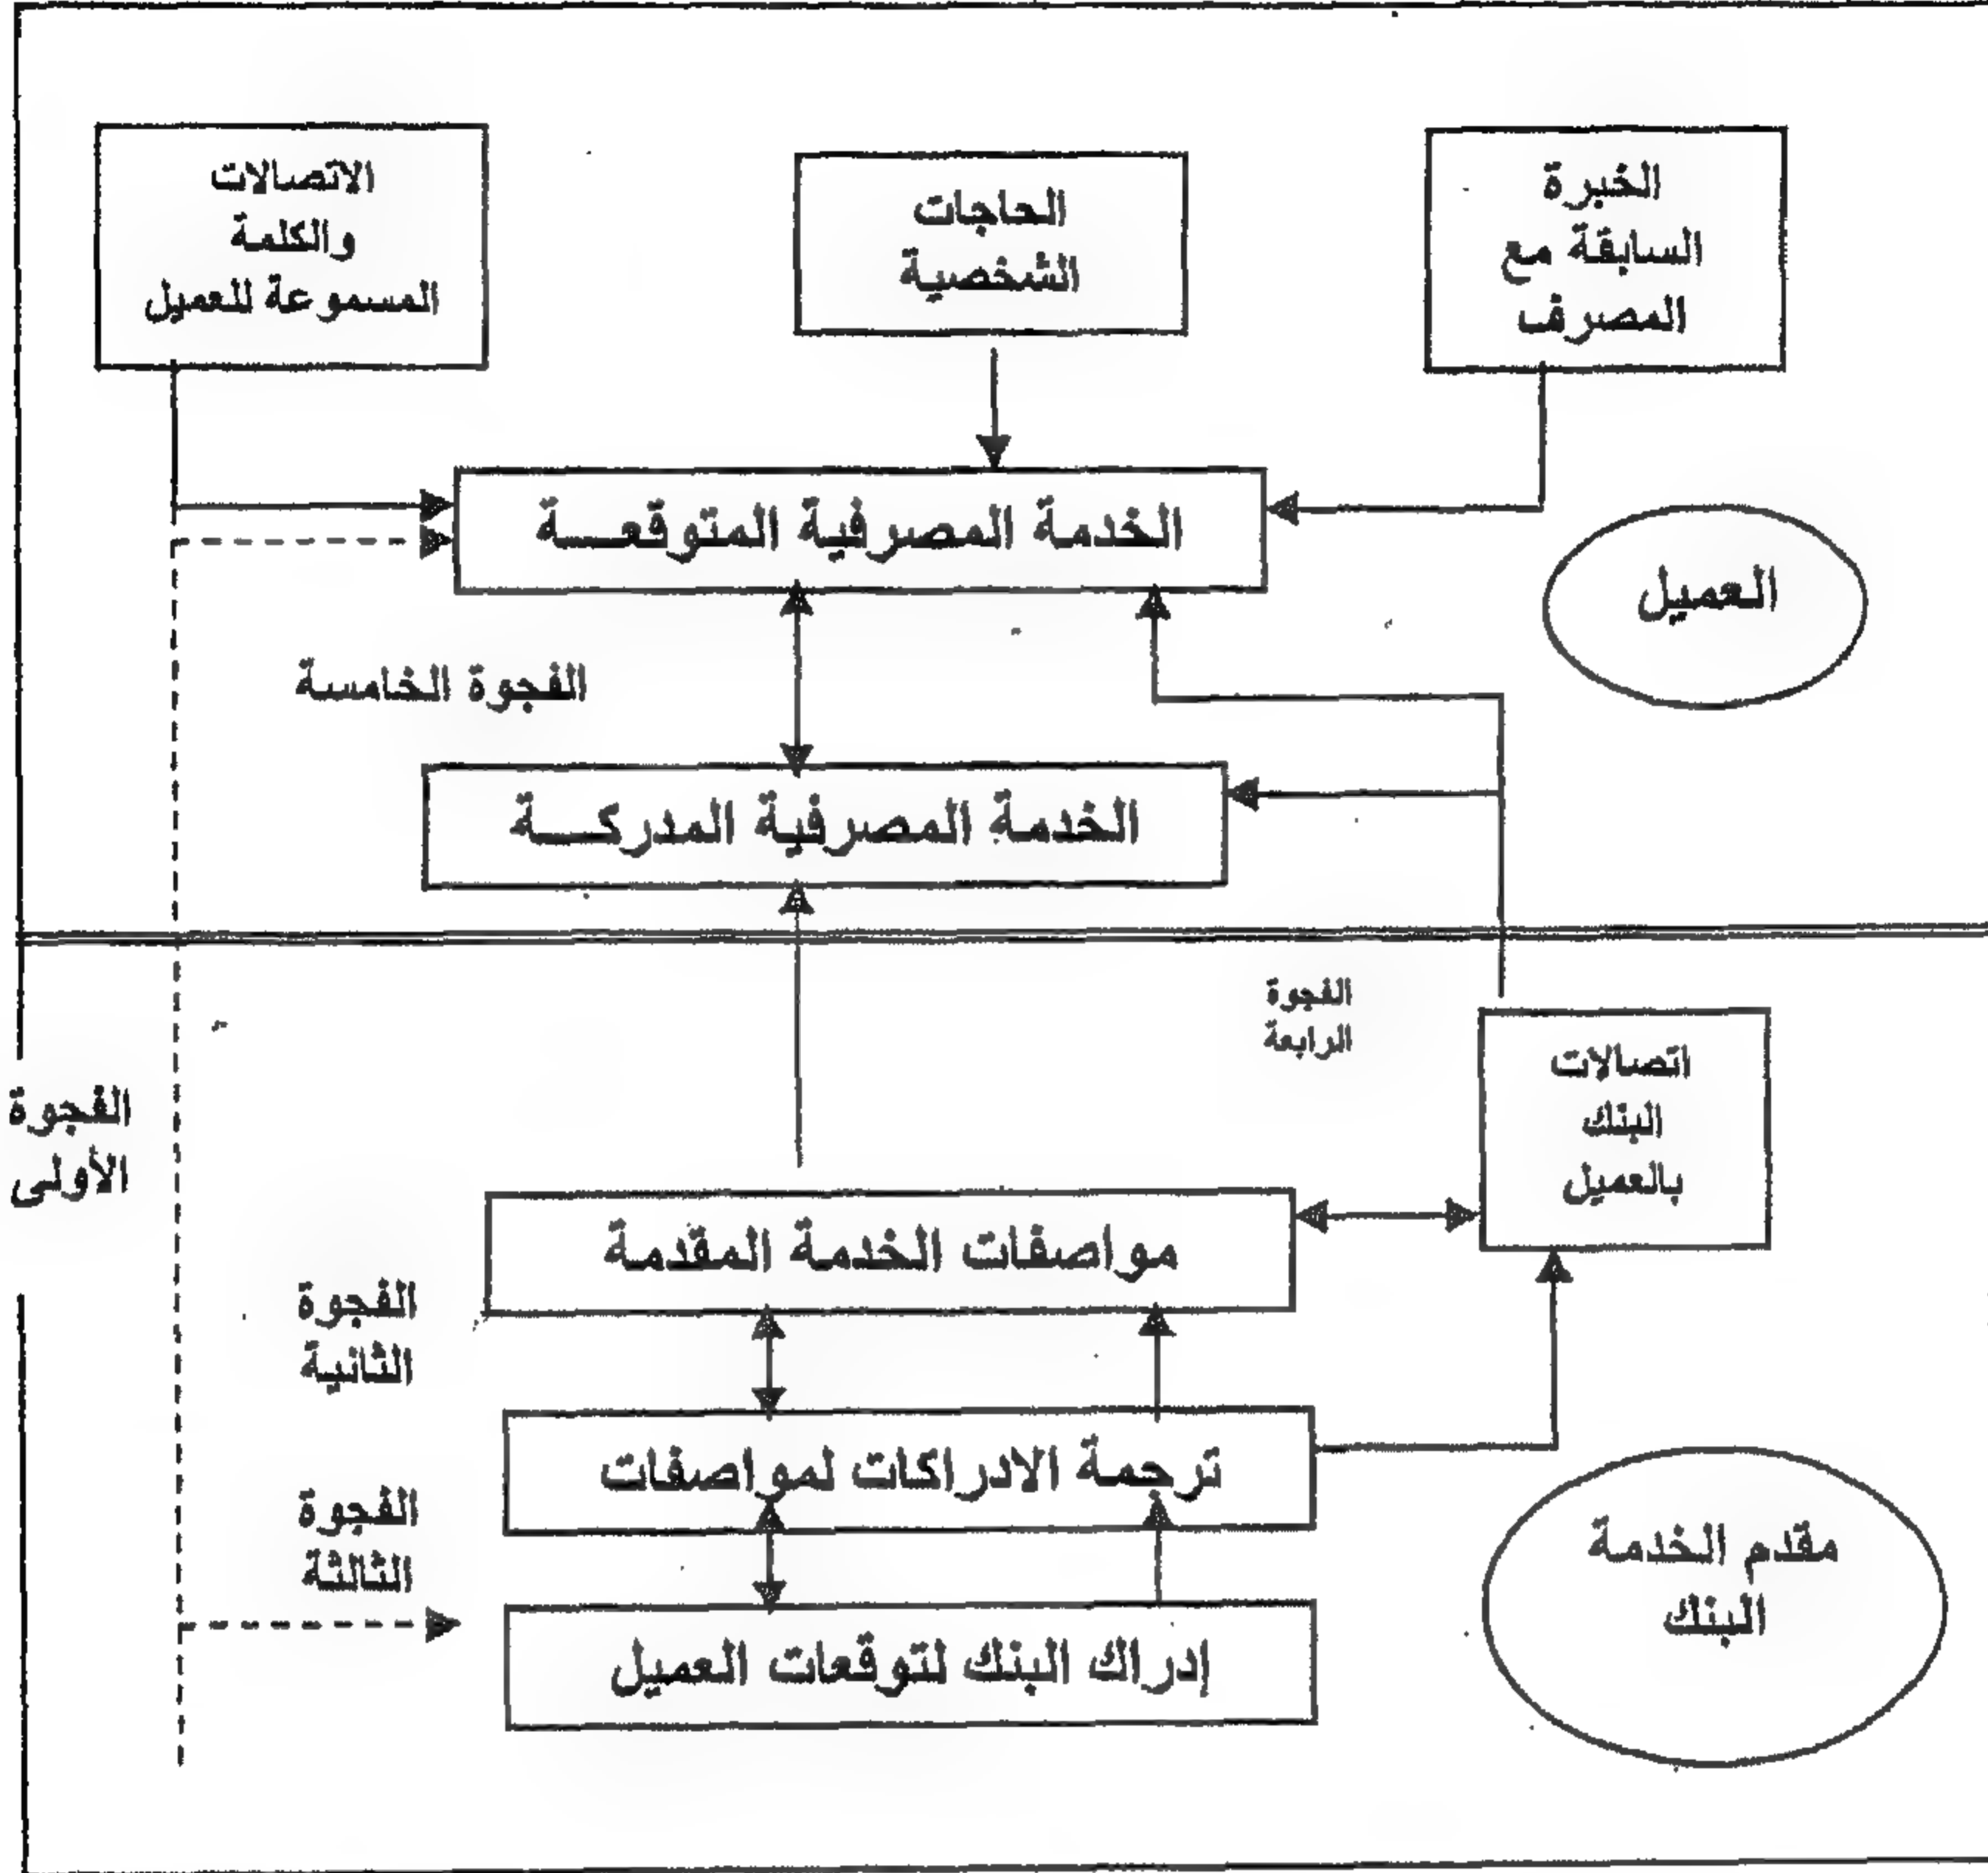 الخبرة
السابقة مع
المصرف
الحاجات
الشخصية
الاتصالات
والكلمة
المسموعة للعميل
الخدمة المصرفية المتوقعـــة
العميل
الفجوة الخامسة
الخدمة المصرفية المدركـــة
الفجوة
الرابعة
اتصالات
البنك
بالعميل
الفجوة
الأولى
مواصفات الخدمة المقدمة
الفجوة
الثانية
ترجمة الادراكات لمواصفات
الفجوة
الثالثة
مقدم الخدمة
البنك
إدراك البنك لتوقعات العميل